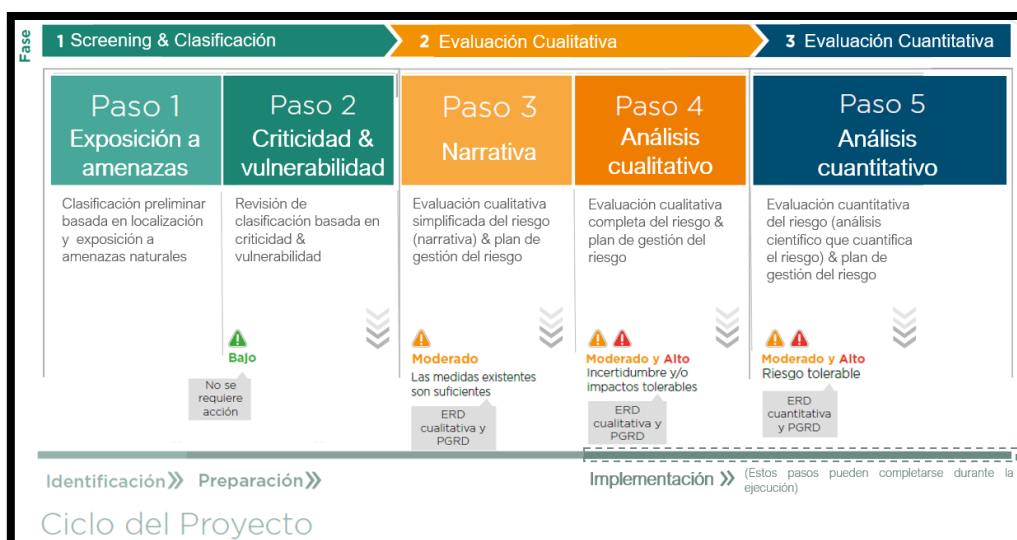 Fase
1 Screening & Clasificación
2 Evaluación Cualitativa
3 Evaluación Cuantitativa
Paso 1
Exposición a
amenazas
Paso 2
Criticidad &
vulnerabilidad
Paso 3
Narrativa
Paso 4
Análisis
cualitativo
Paso 5
Análisis
cuantitativo
Clasificación preliminar
basada en localización
y exposición a
amenazas naturales
Revisión de
clasificación basada en
criticidad &
vulnerabilidad
Evaluación cualitativa
simplificada del riesgo
(narrativa) & plan de
gestión del riesgo
Evaluación cualitativa
completa del riesgo &
plan de gestión del
riesgo
Evaluación cuantitativa
del riesgo (análisis
científico que cuantifica
el riesgo) & plan de
gestión del riesgo
Bajo
No se
requiere
acción
Moderado
Las medidas existentes
son suficientes
ERD
cualitativa y
PGRD
Moderado y Alto
Incertidumbre y/o
impactos tolerables
ERD
cualitativa y
PGRD
Moderado y Alto
Riesgo tolerable
ERD
cuantitativa
y PGRD
Identificación
Preparación
Implementación
(Estos pasos pueden completarse durante la
ejecución)
Ciclo del Proyecto